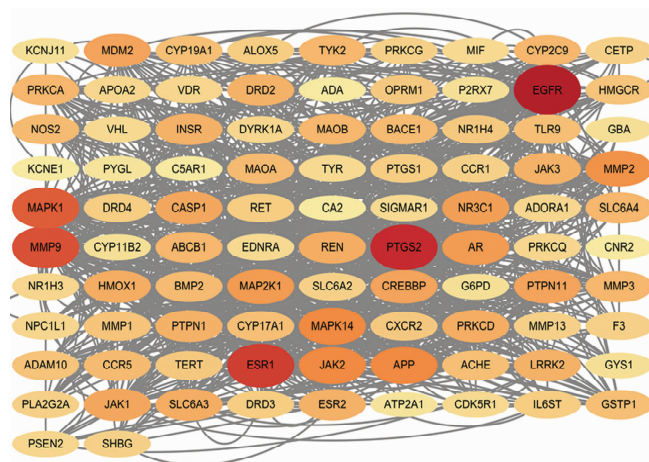 KCNJ11 MDM2 CYP19A1 ALOX5 TYK2 PRKCG MIF CYP2C9 CETP
PRKCA APOA2 VDR DRD2 ADA OPRM1 P2RX7 EGFR HMGCR
NOS2 VHL INSR DYRK1A MAOB BACE1 NR1H4 TLR9 GBA
KCNE1 PYGL C5AR1 MAOA TYR PTGS1 CCR1 JAK3 MMP2
MAPK1 DRD4 CASP1 RET CA2 SIGMAR1 NR3C1 ADORA1 SLC6A4
MMP9 CYP11B2 ABCB1 EDNRA REN PTGS2 AR PRKCQ CNR2
NR1H3 HMOX1 BMP2 MAP2K1 SLC6A2 CREBBP G6PD PTPN11 MMP3
NPC1L1 MMP1 PTPN1 CYP17A1 MAPK14 CXCR2 PRKCD MMP13 F3
ADAM10 CCR5 TERT ESR1 JAK2 APP ACHE LRRK2 GYS1
PLA2G2A JAK1 SLC6A3 DRD3 ESR2 ATP2A1 CDK5R1 IL6ST GSTP1
PSEN2 SHBG